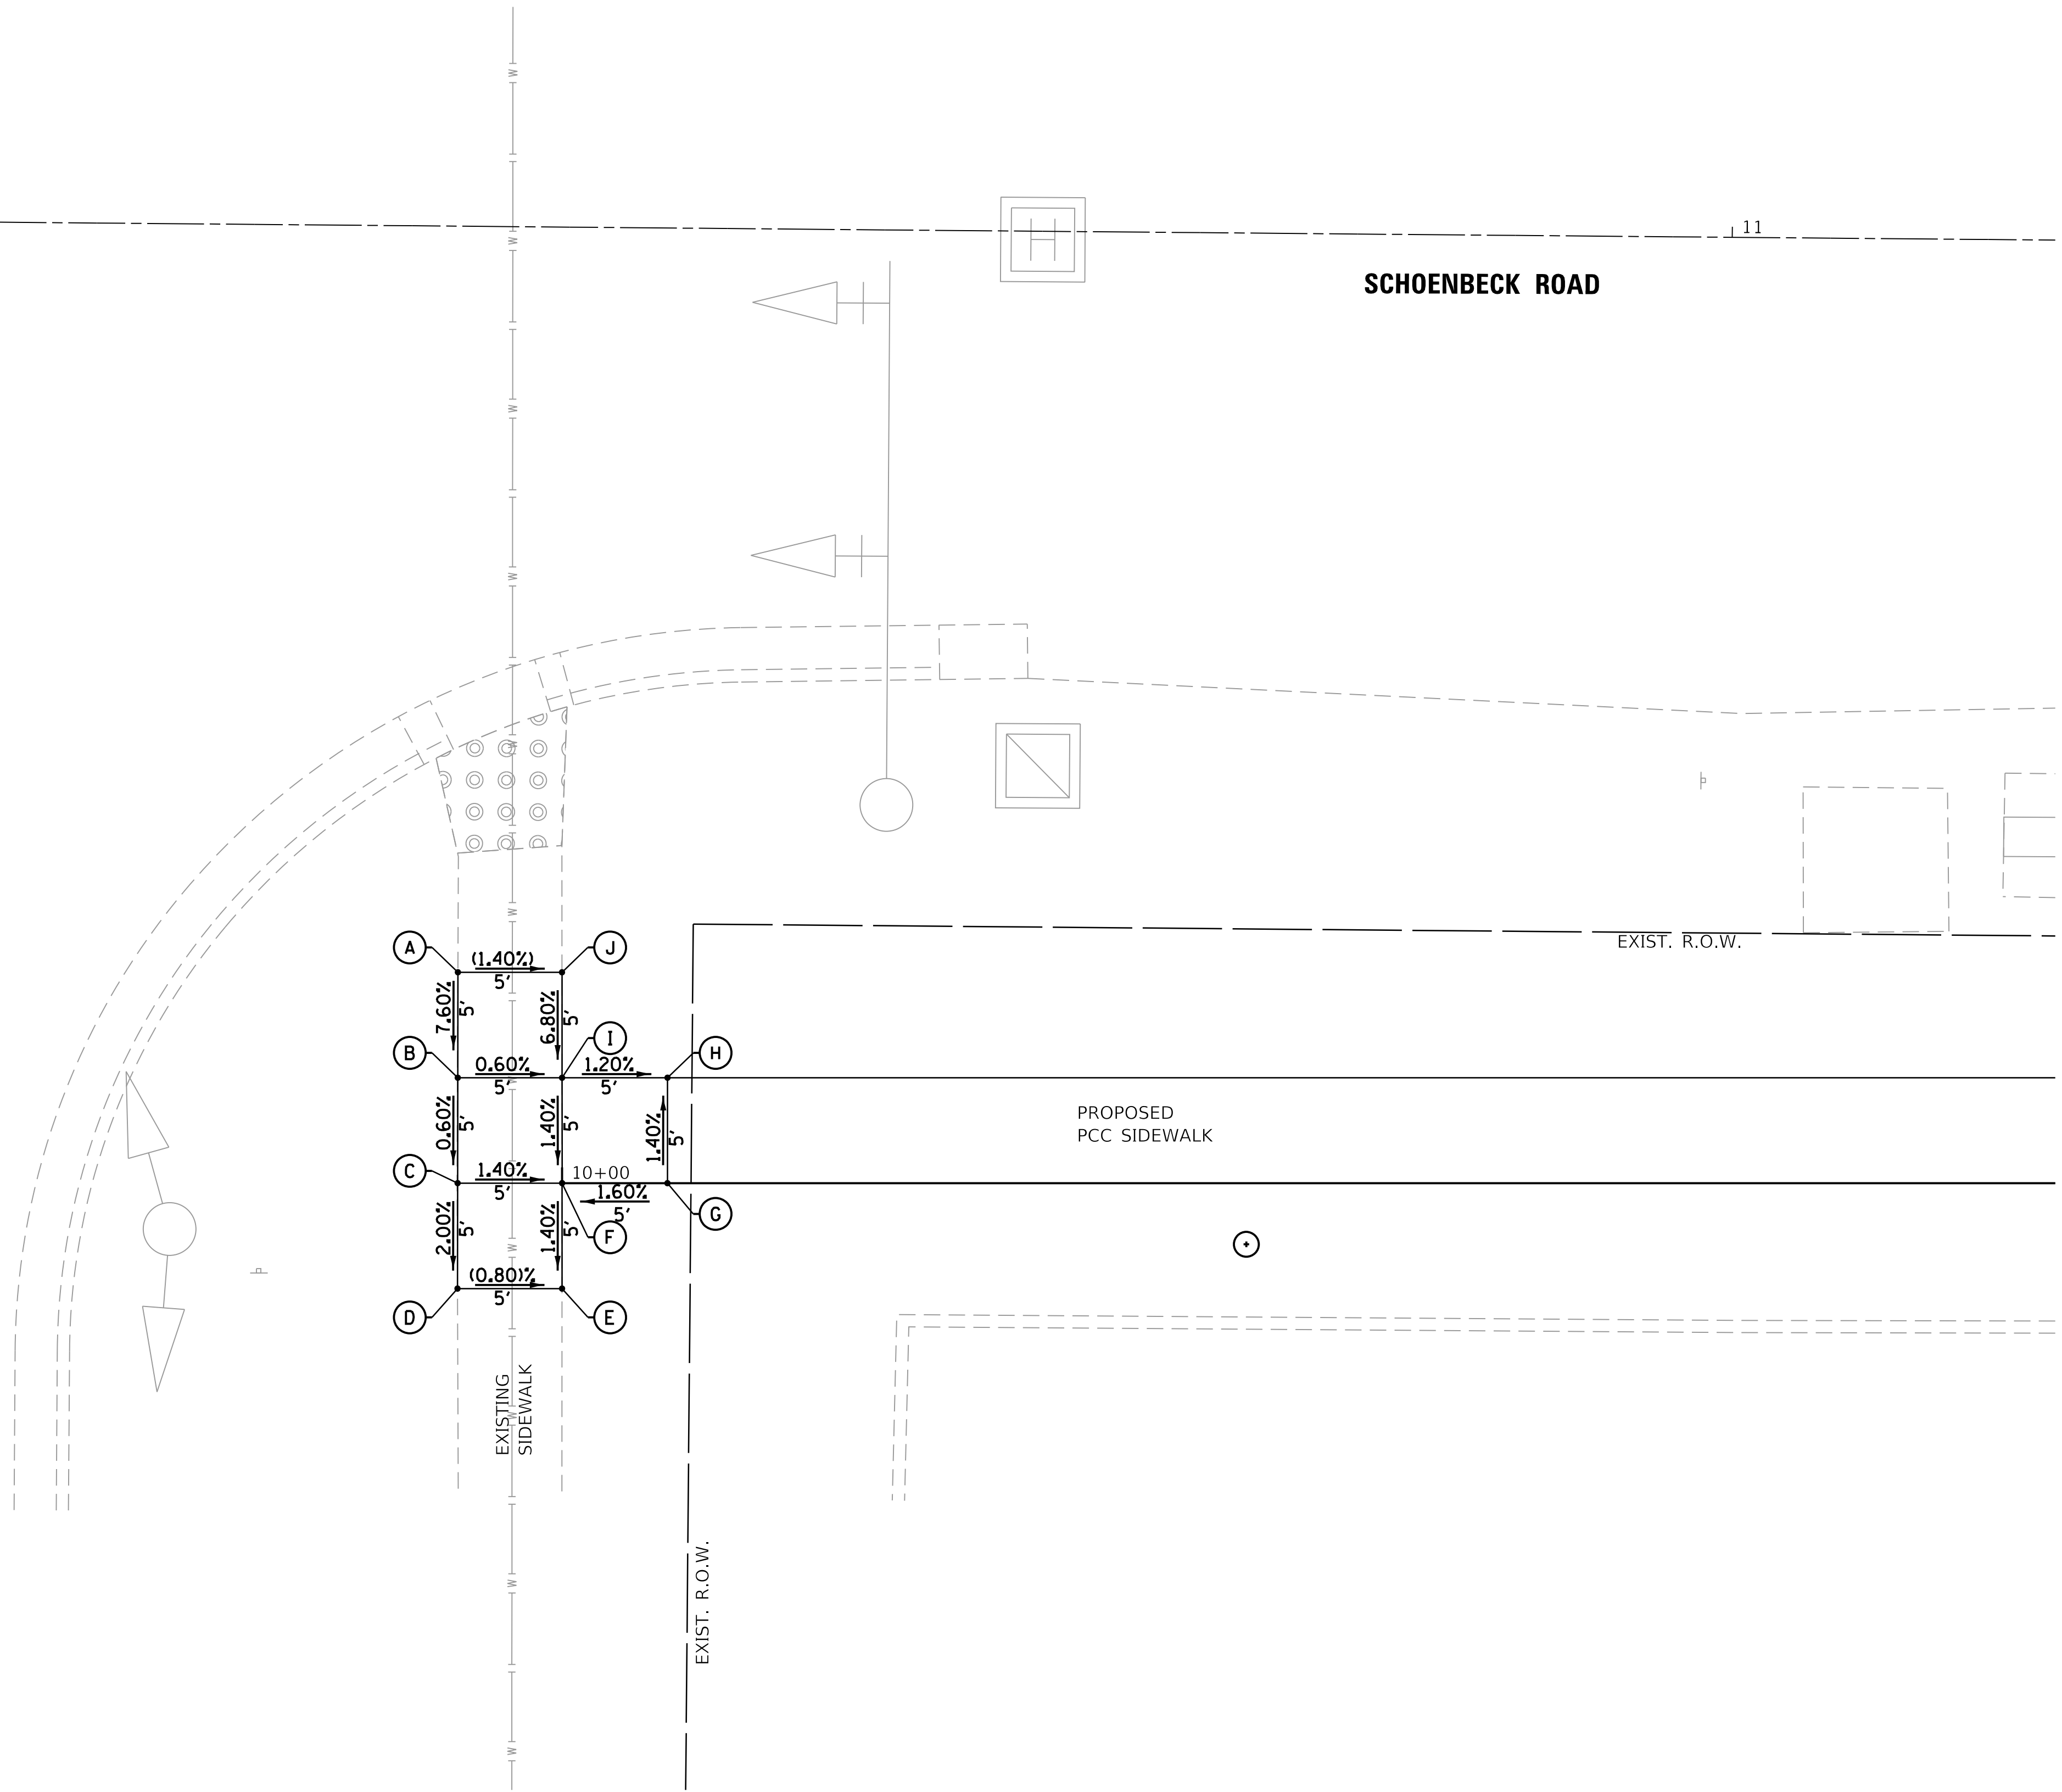 11
SCHOENBECK ROAD
H
EXIST. R.O.W.
A
(1.40%)
5'
J
7.60%
5'
6.80%
5'
I
B
0.60%
5'
1.20%
5'
H
0.60%
5'
1.40%
5'
1.40%
5'
PROPOSED
PCC SIDEWALK
C
1.40%
5'
10+00
1.60%
5'
G
F
2.00%
5'
1.40%
5'
(0.80)%
5'
D
E
EXISTING
SIDEWALK
EXIST. R.O.W.
W
W
W
W
W
W
W
W
W
W
W